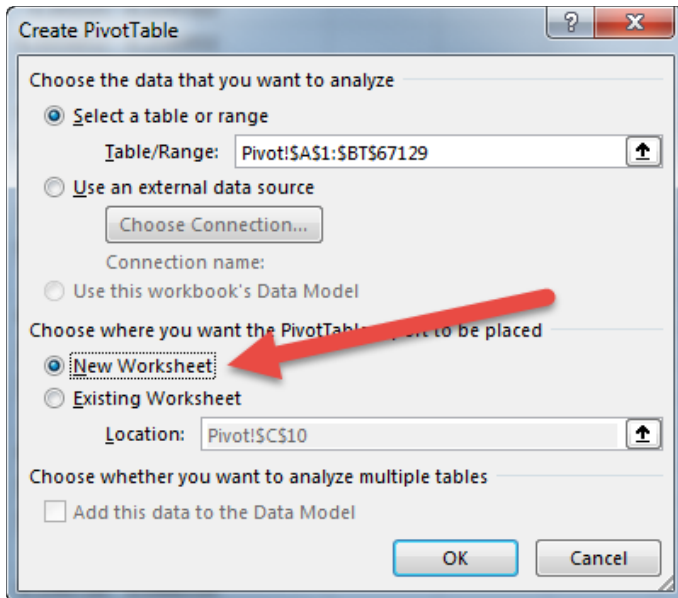 Create PivotTable
?
Choose the data that you want to analyze
Select a table or range
Table/Range: Pivot!$A$1:$BT$67129
Use an external data source
Choose Connection...
Connection name:
Use this workbook's Data Model
Choose where you want the PivotTable to be placed
New Worksheet
Existing Worksheet
Location: Pivot!$C$10
Choose whether you want to analyze multiple tables
Add this data to the Data Model
OK Cancel